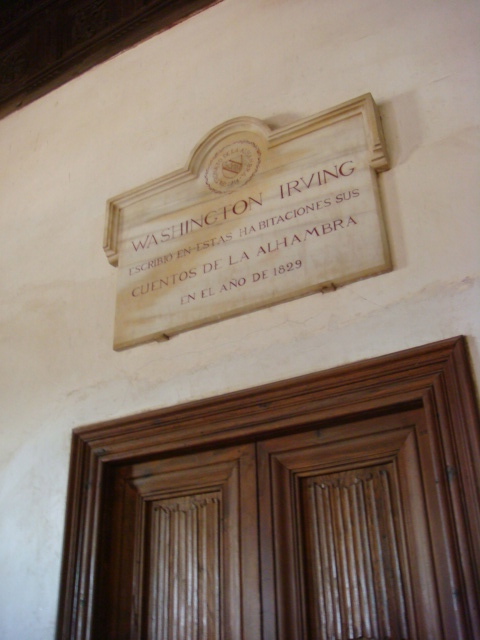 WASHINGTON IRVING
ESCRIBIO EN ESTAS HABITACIONES SUS
CUENTOS DE LA ALHAMBRA
EN EL AÑO DE 1829